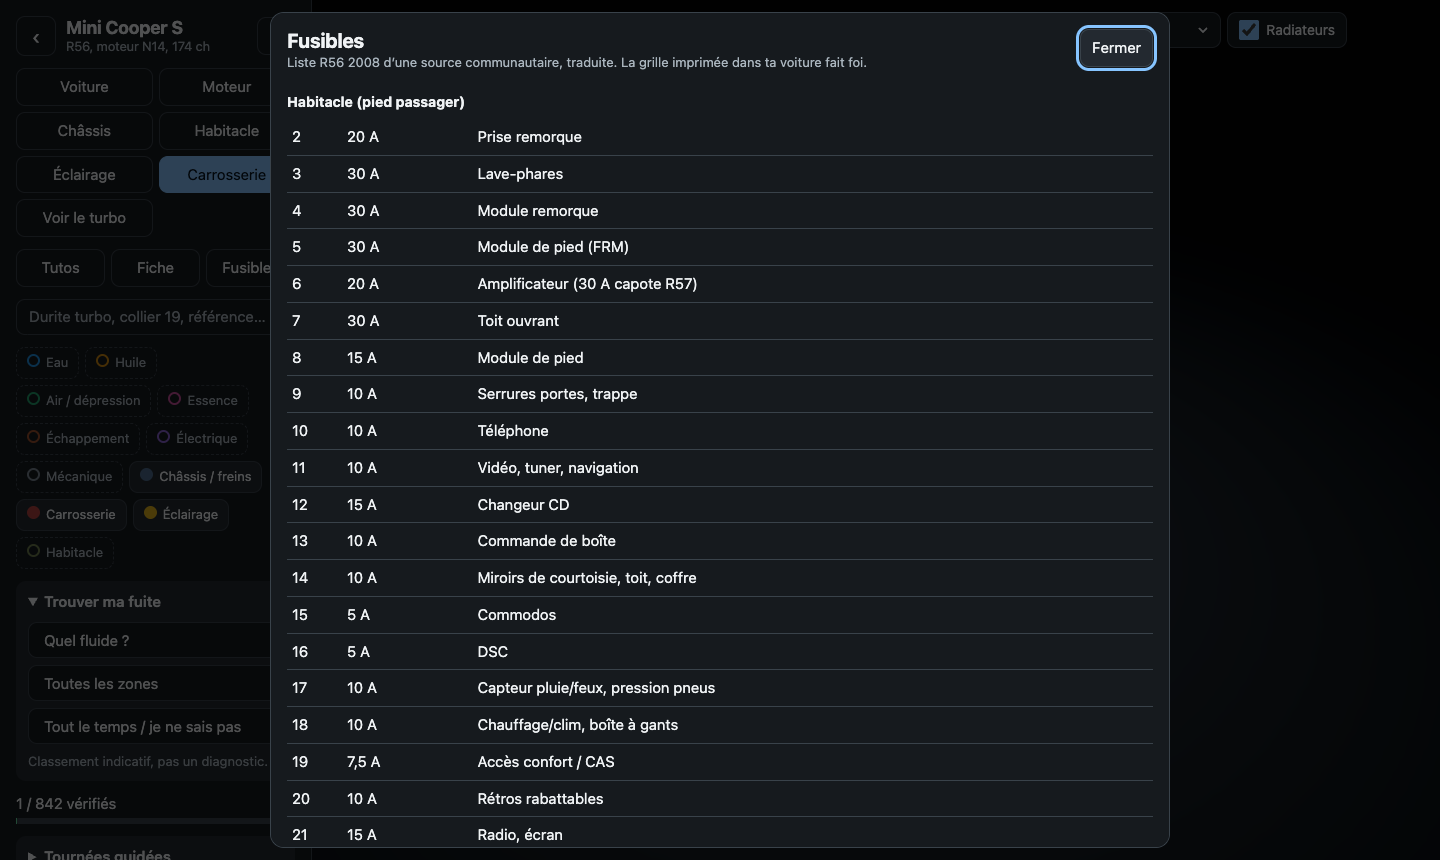 Mini Cooper S
R56, moteur N14, 174 ch
Voiture
Moteur
Châssis
Habitacle
Éclairage
Carrosserie
Voir le turbo
Tutos
Fiche
Fusible
Durite turbo, collier 19, référence...
Eau
Huile
Air / dépression
Essence
Échappement
Électrique
Mécanique
Châssis / freins
Carrosserie
Éclairage
Habitacle
▼ Trouver ma fuite
Quel fluide ?
Toutes les zones
Tout le temps / je ne sais pas
Classement indicatif, pas un diagnostic.
1 / 842 vérifiés
▶ Tournées guidées
Fusibles
Liste R56 2008 d’une source communautaire, traduite. La grille imprimée dans ta voiture fait foi.
Fermer
Habitacle (pied passager)
2 20 A Prise remorque
3 30 A Lave-phares
4 30 A Module remorque
5 30 A Module de pied (FRM)
6 20 A Amplificateur (30 A capote R57)
7 30 A Toit ouvrant
8 15 A Module de pied
9 10 A Serrures portes, trappe
10 10 A Téléphone
11 10 A Vidéo, tuner, navigation
12 15 A Changeur CD
13 10 A Commande de boîte
14 10 A Miroirs de courtoisie, toit, coffre
15 5 A Commodos
16 5 A DSC
17 10 A Capteur pluie/feux, pression pneus
18 10 A Chauffage/clim, boîte à gants
19 7,5 A Accès confort / CAS
20 10 A Rétros rabattables
21 15 A Radio, écran
Radiateurs